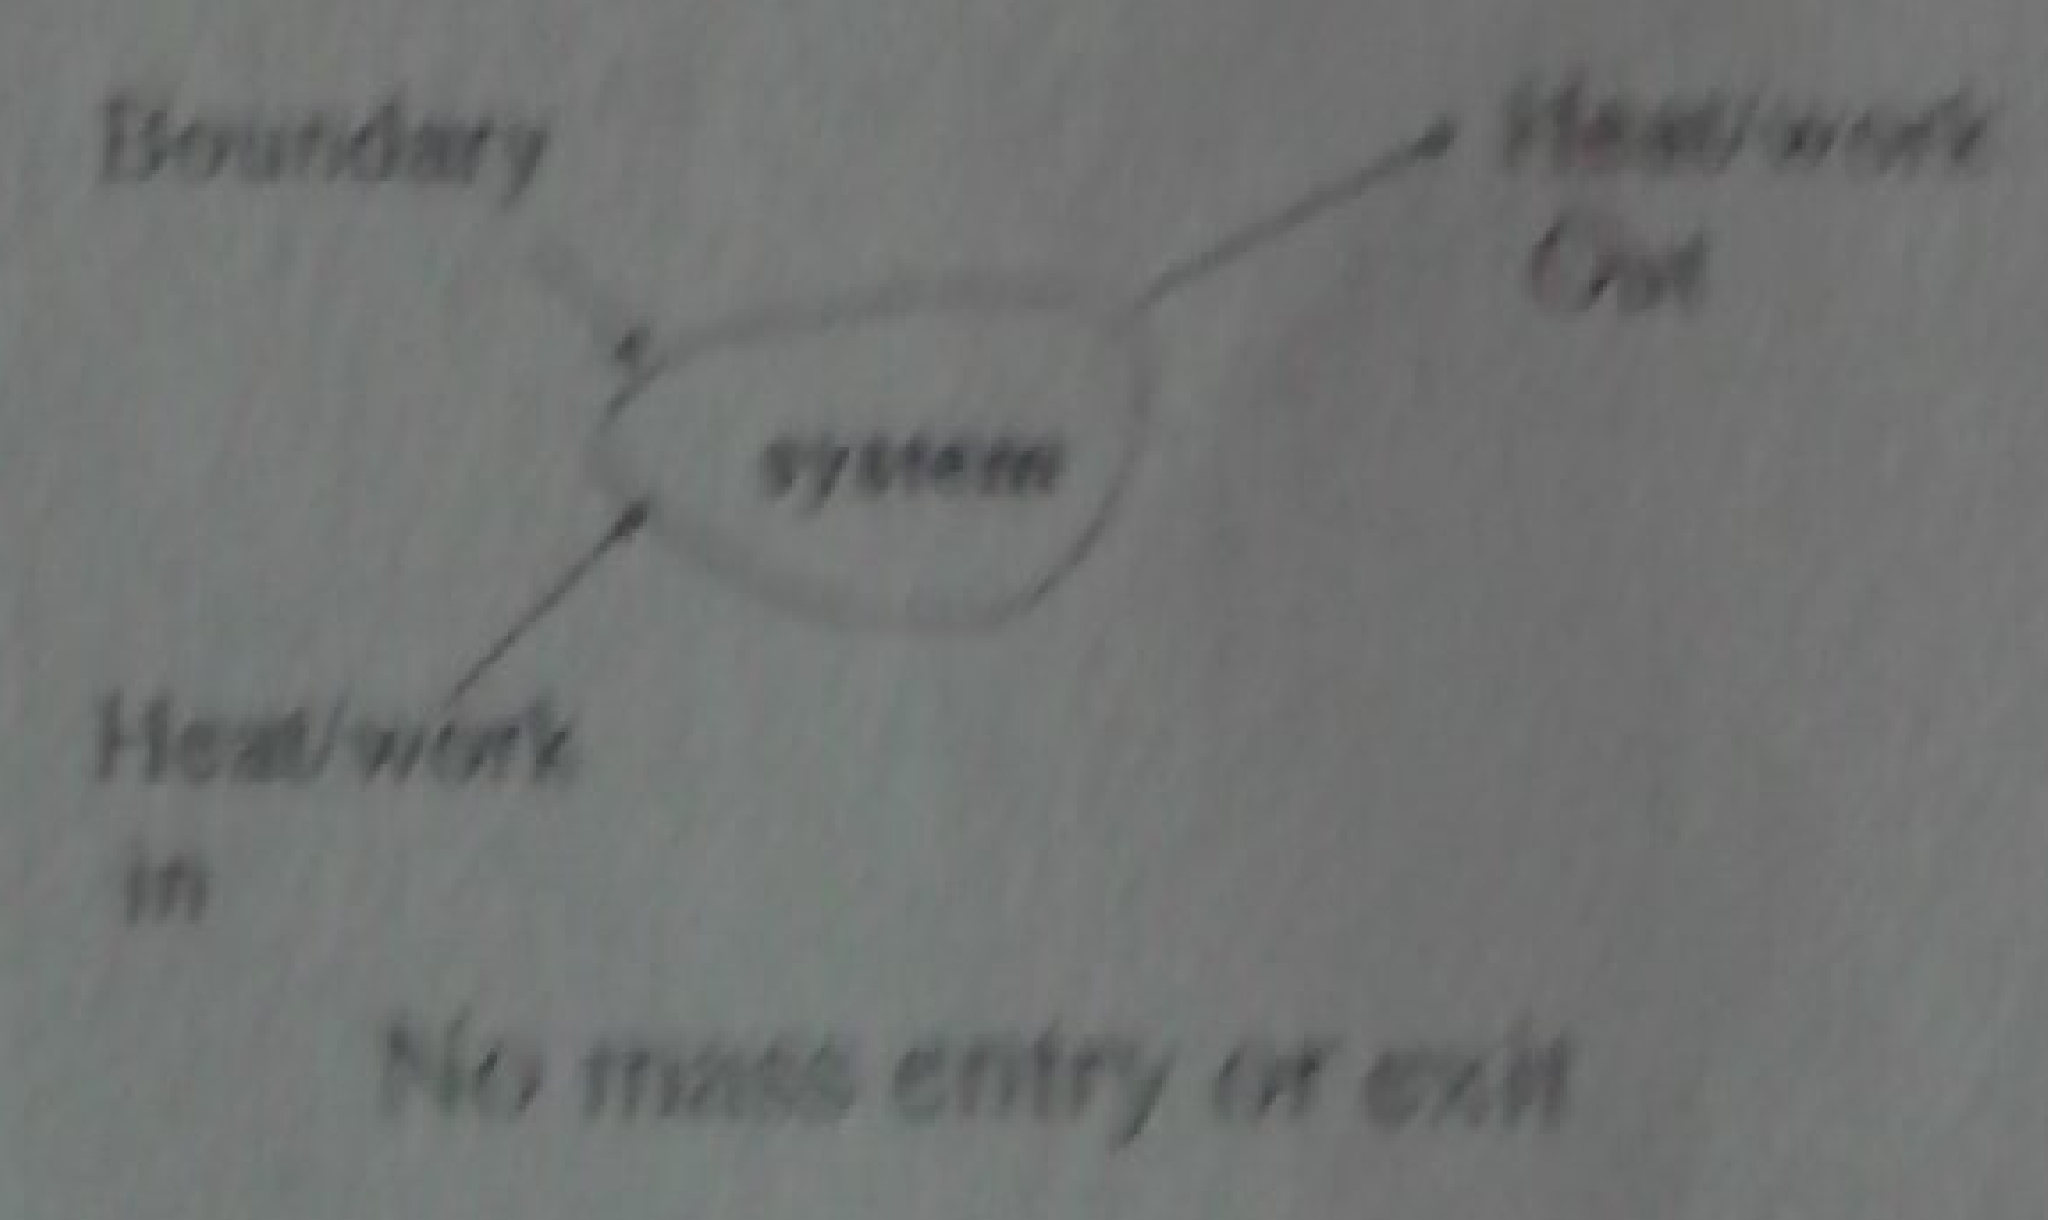 Boundary
Heat/work
Out
system
Heat/work
in
No mass entry or exit